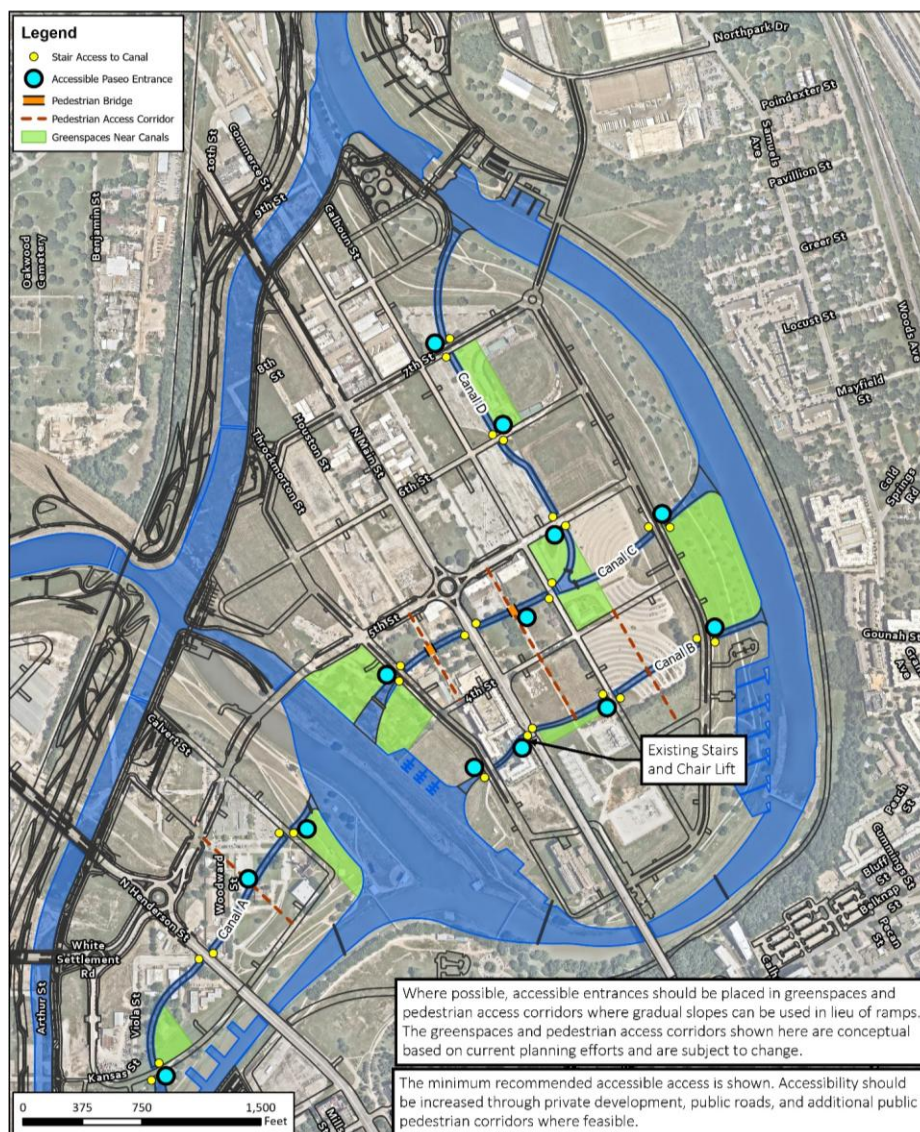 Legend
Stair Access to Canal
Accessible Paseo Entrance
Pedestrian Bridge
Pedestrian Access Corridor
Greenspaces Near Canals
Northpark Dr
Poindexter St
Samuels Ave
Pavillion St
Greer St
Locust St
Woods Ave
Mayfield St
Cold Springs
Gounah St
Oakwood Cemetery
Benjamin St
10th St
Commerce St
9th St
Calhoun St
8th St
7th St
Houston St
N Main St
Throckmorton St
6th St
Canal D
Canal C
5th St
4th St
Canal B
Existing Stairs
and Chair Lift
Calvert St
Woodward St
Canal A
N Henderson St
White
Settlement
Rd
Arthur St
Viola St
Kansas St
Peach St
Cummings St
Bluff St
Belknap St
Pecan St
Where possible, accessible entrances should be placed in greenspaces and
pedestrian access corridors where gradual slopes can be used in lieu of ramps.
The greenspaces and pedestrian access corridors shown here are conceptual
based on current planning efforts and are subject to change.
The minimum recommended accessible access is shown. Accessibility should
be increased through private development, public roads, and additional public
pedestrian corridors where feasible.
0 375 750 1,500
Feet